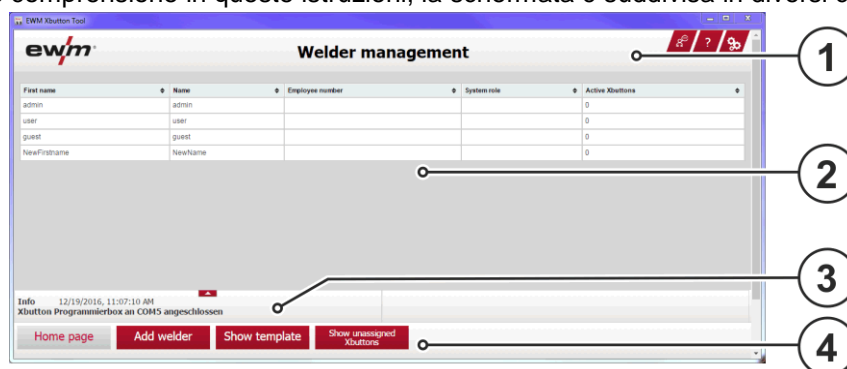 comprensione in queste istruzioni, la schermata è suddivisa in diversi
EWM Xbutton Tool
ewm
Welder management
?
1
First name Name Employee number System role Active Xbuttons
admin admin 0
user user 0
guest guest 0
NewFirstname NewName 0
2
3
Info 12/19/2016, 11:07:10 AM
Xbutton Programmierbox an COM5 angeschlossen
Home page Add welder Show template Show unassigned
Xbuttons
4